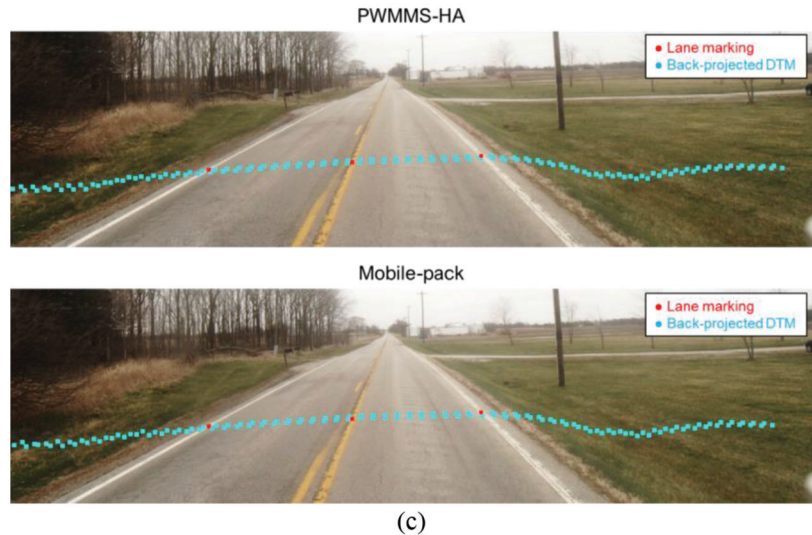 PWMMS-HA
Lane marking
Back-projected DTM
Mobile-pack
Lane marking
Back-projected DTM
(c)